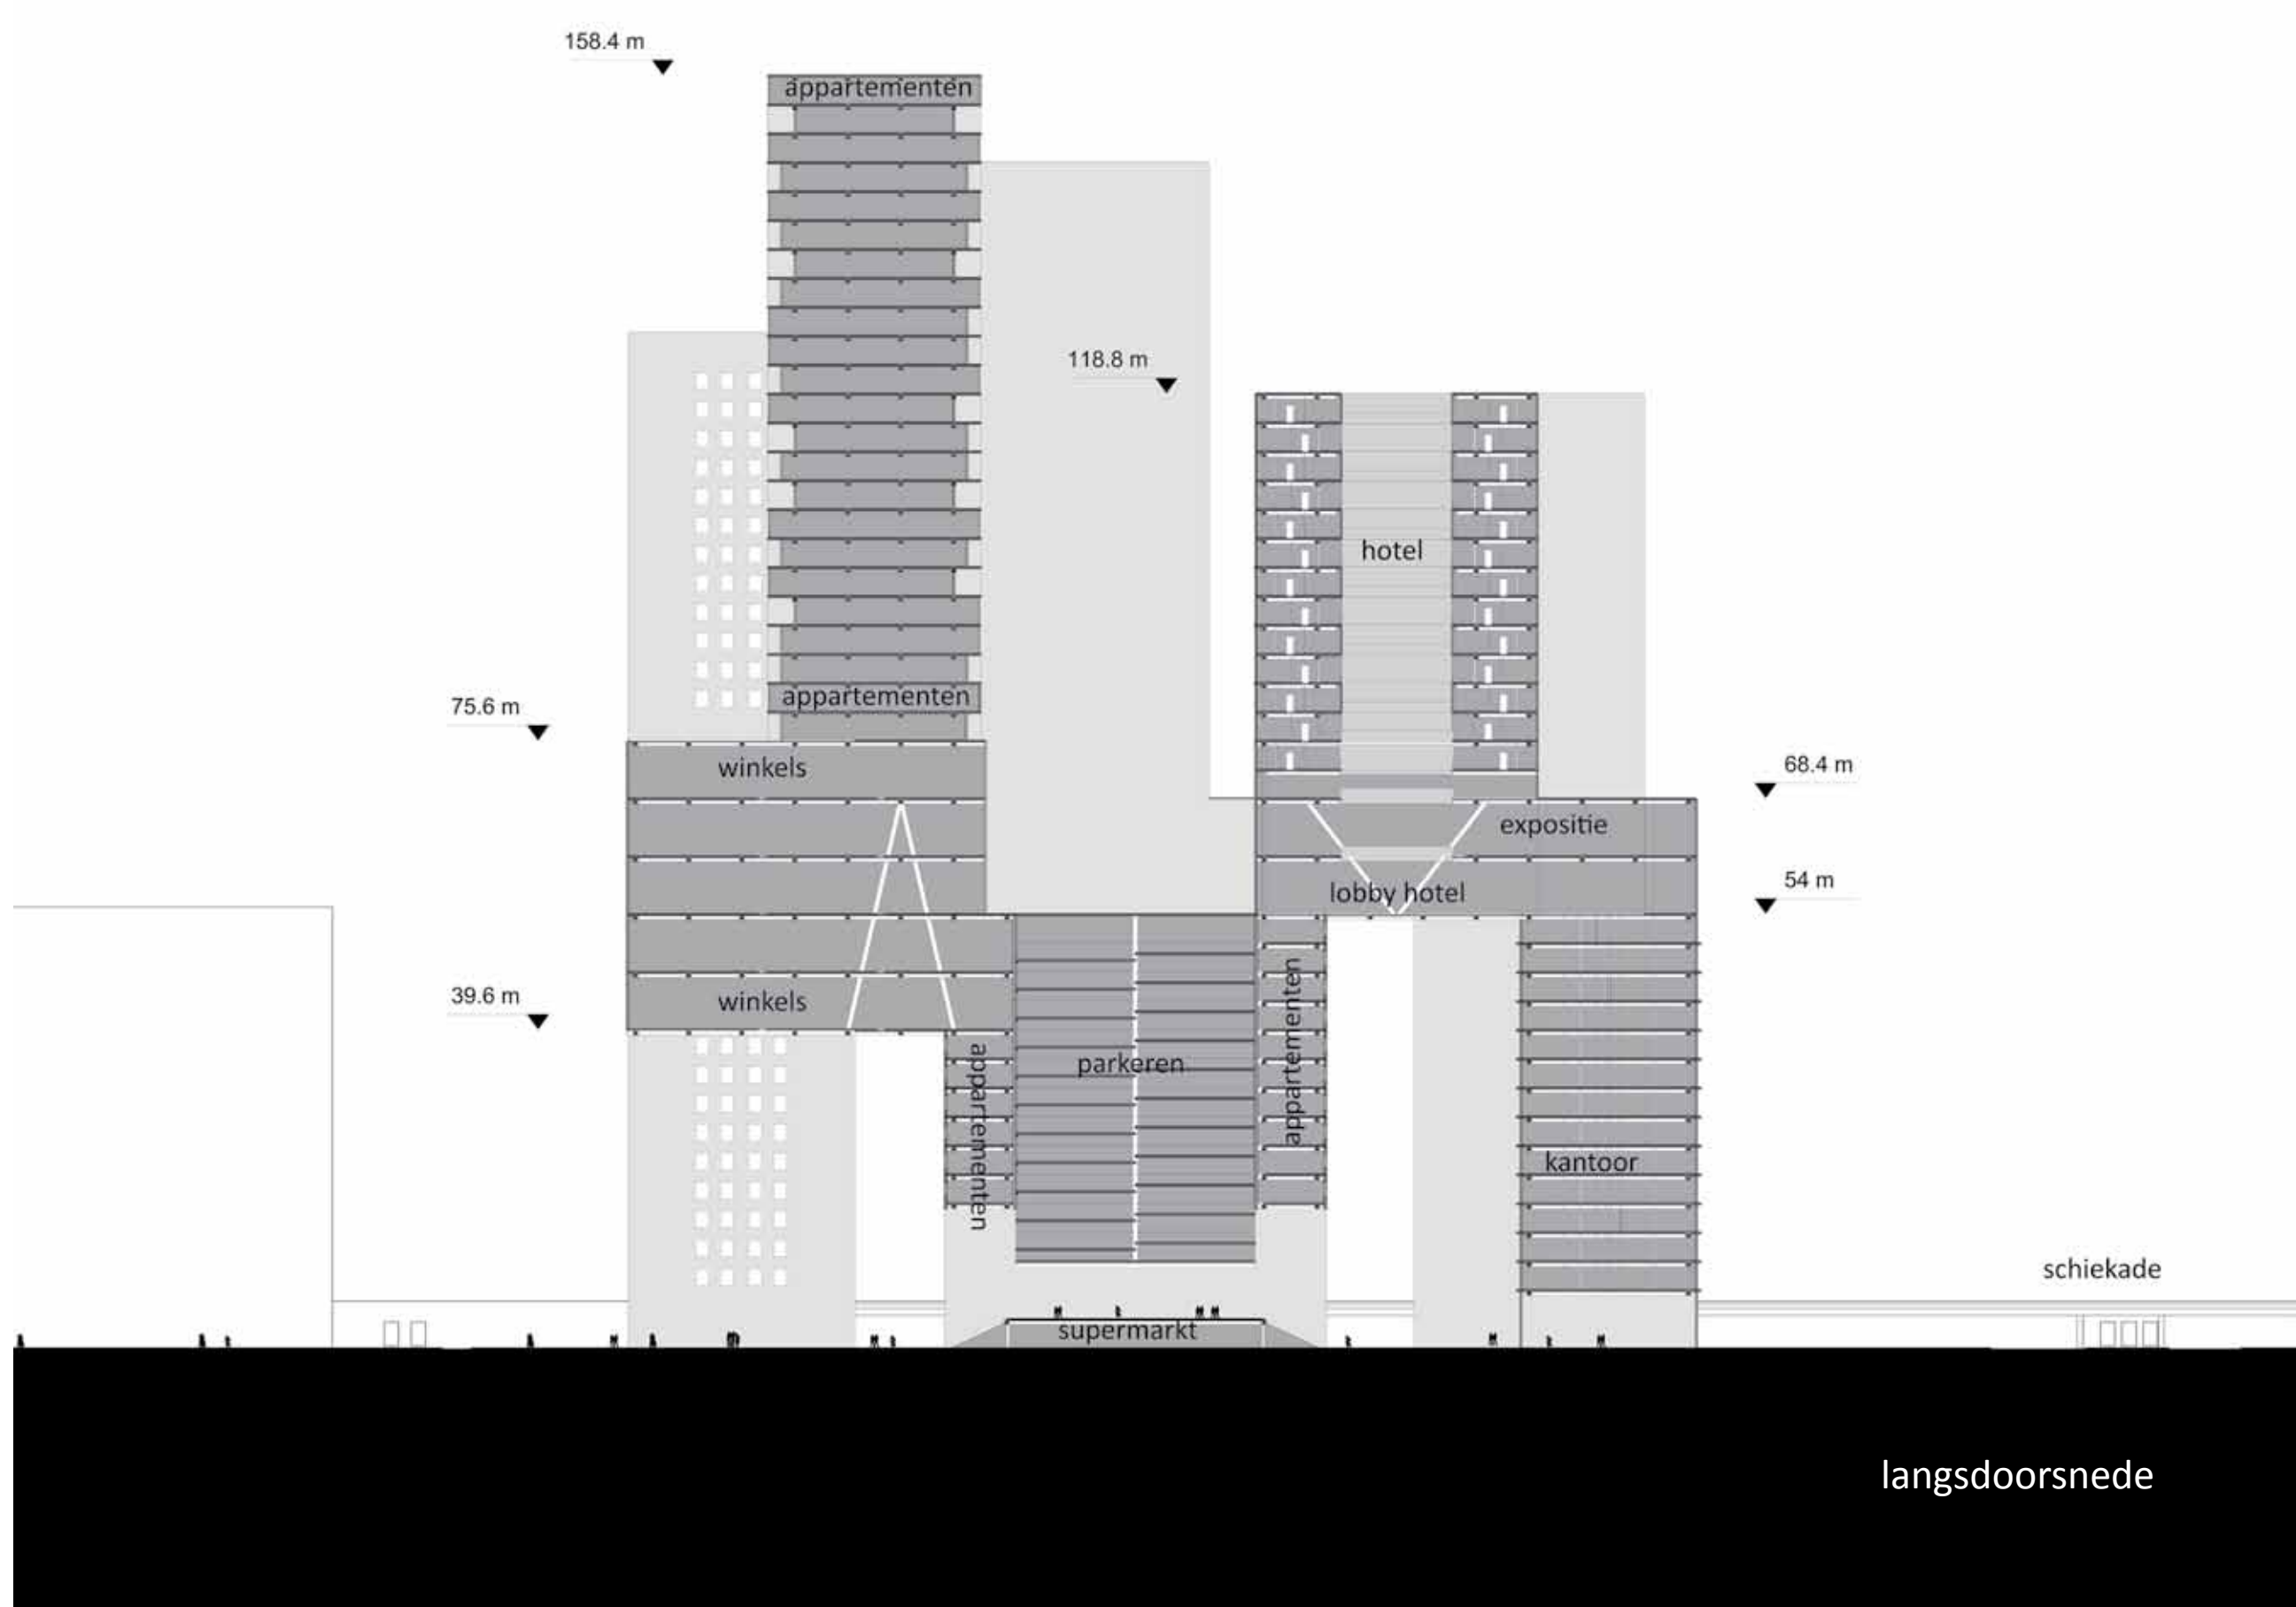 158.4 m
appartementen
118.8 m
hotel
appartementen
75.6 m
winkels
68.4 m
expositie
54 m
lobby hotel
39.6 m
winkels
appartementen
parkeren
appartementen
kantoor
schiekade
supermarkt
langsdoorsnede